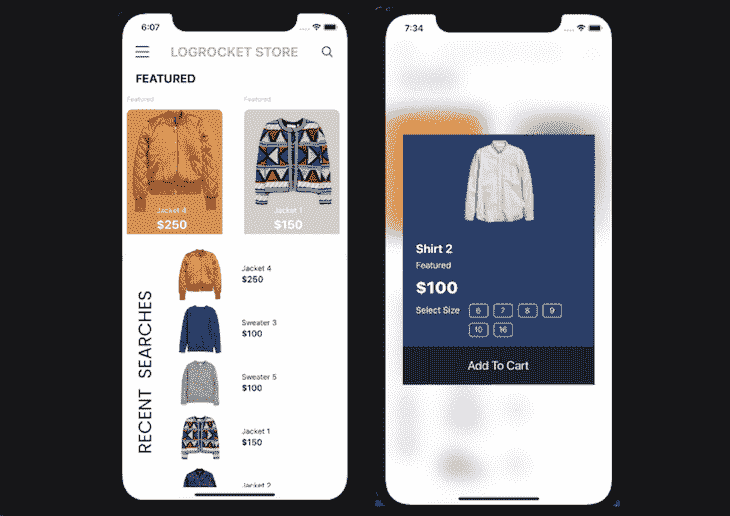 6:07
LOGROCKET STORE
FEATURED
Featured
Featured
Jacket 4
$250
Jacket 1
$150
RECENT SEARCHES
Jacket 4
$250
Sweater 3
$100
Sweater 5
$100
Jacket 1
$150
Jacket 2
7:34
Shirt 2
Featured
$100
Select Size
6 7 8 9
10 16
Add To Cart